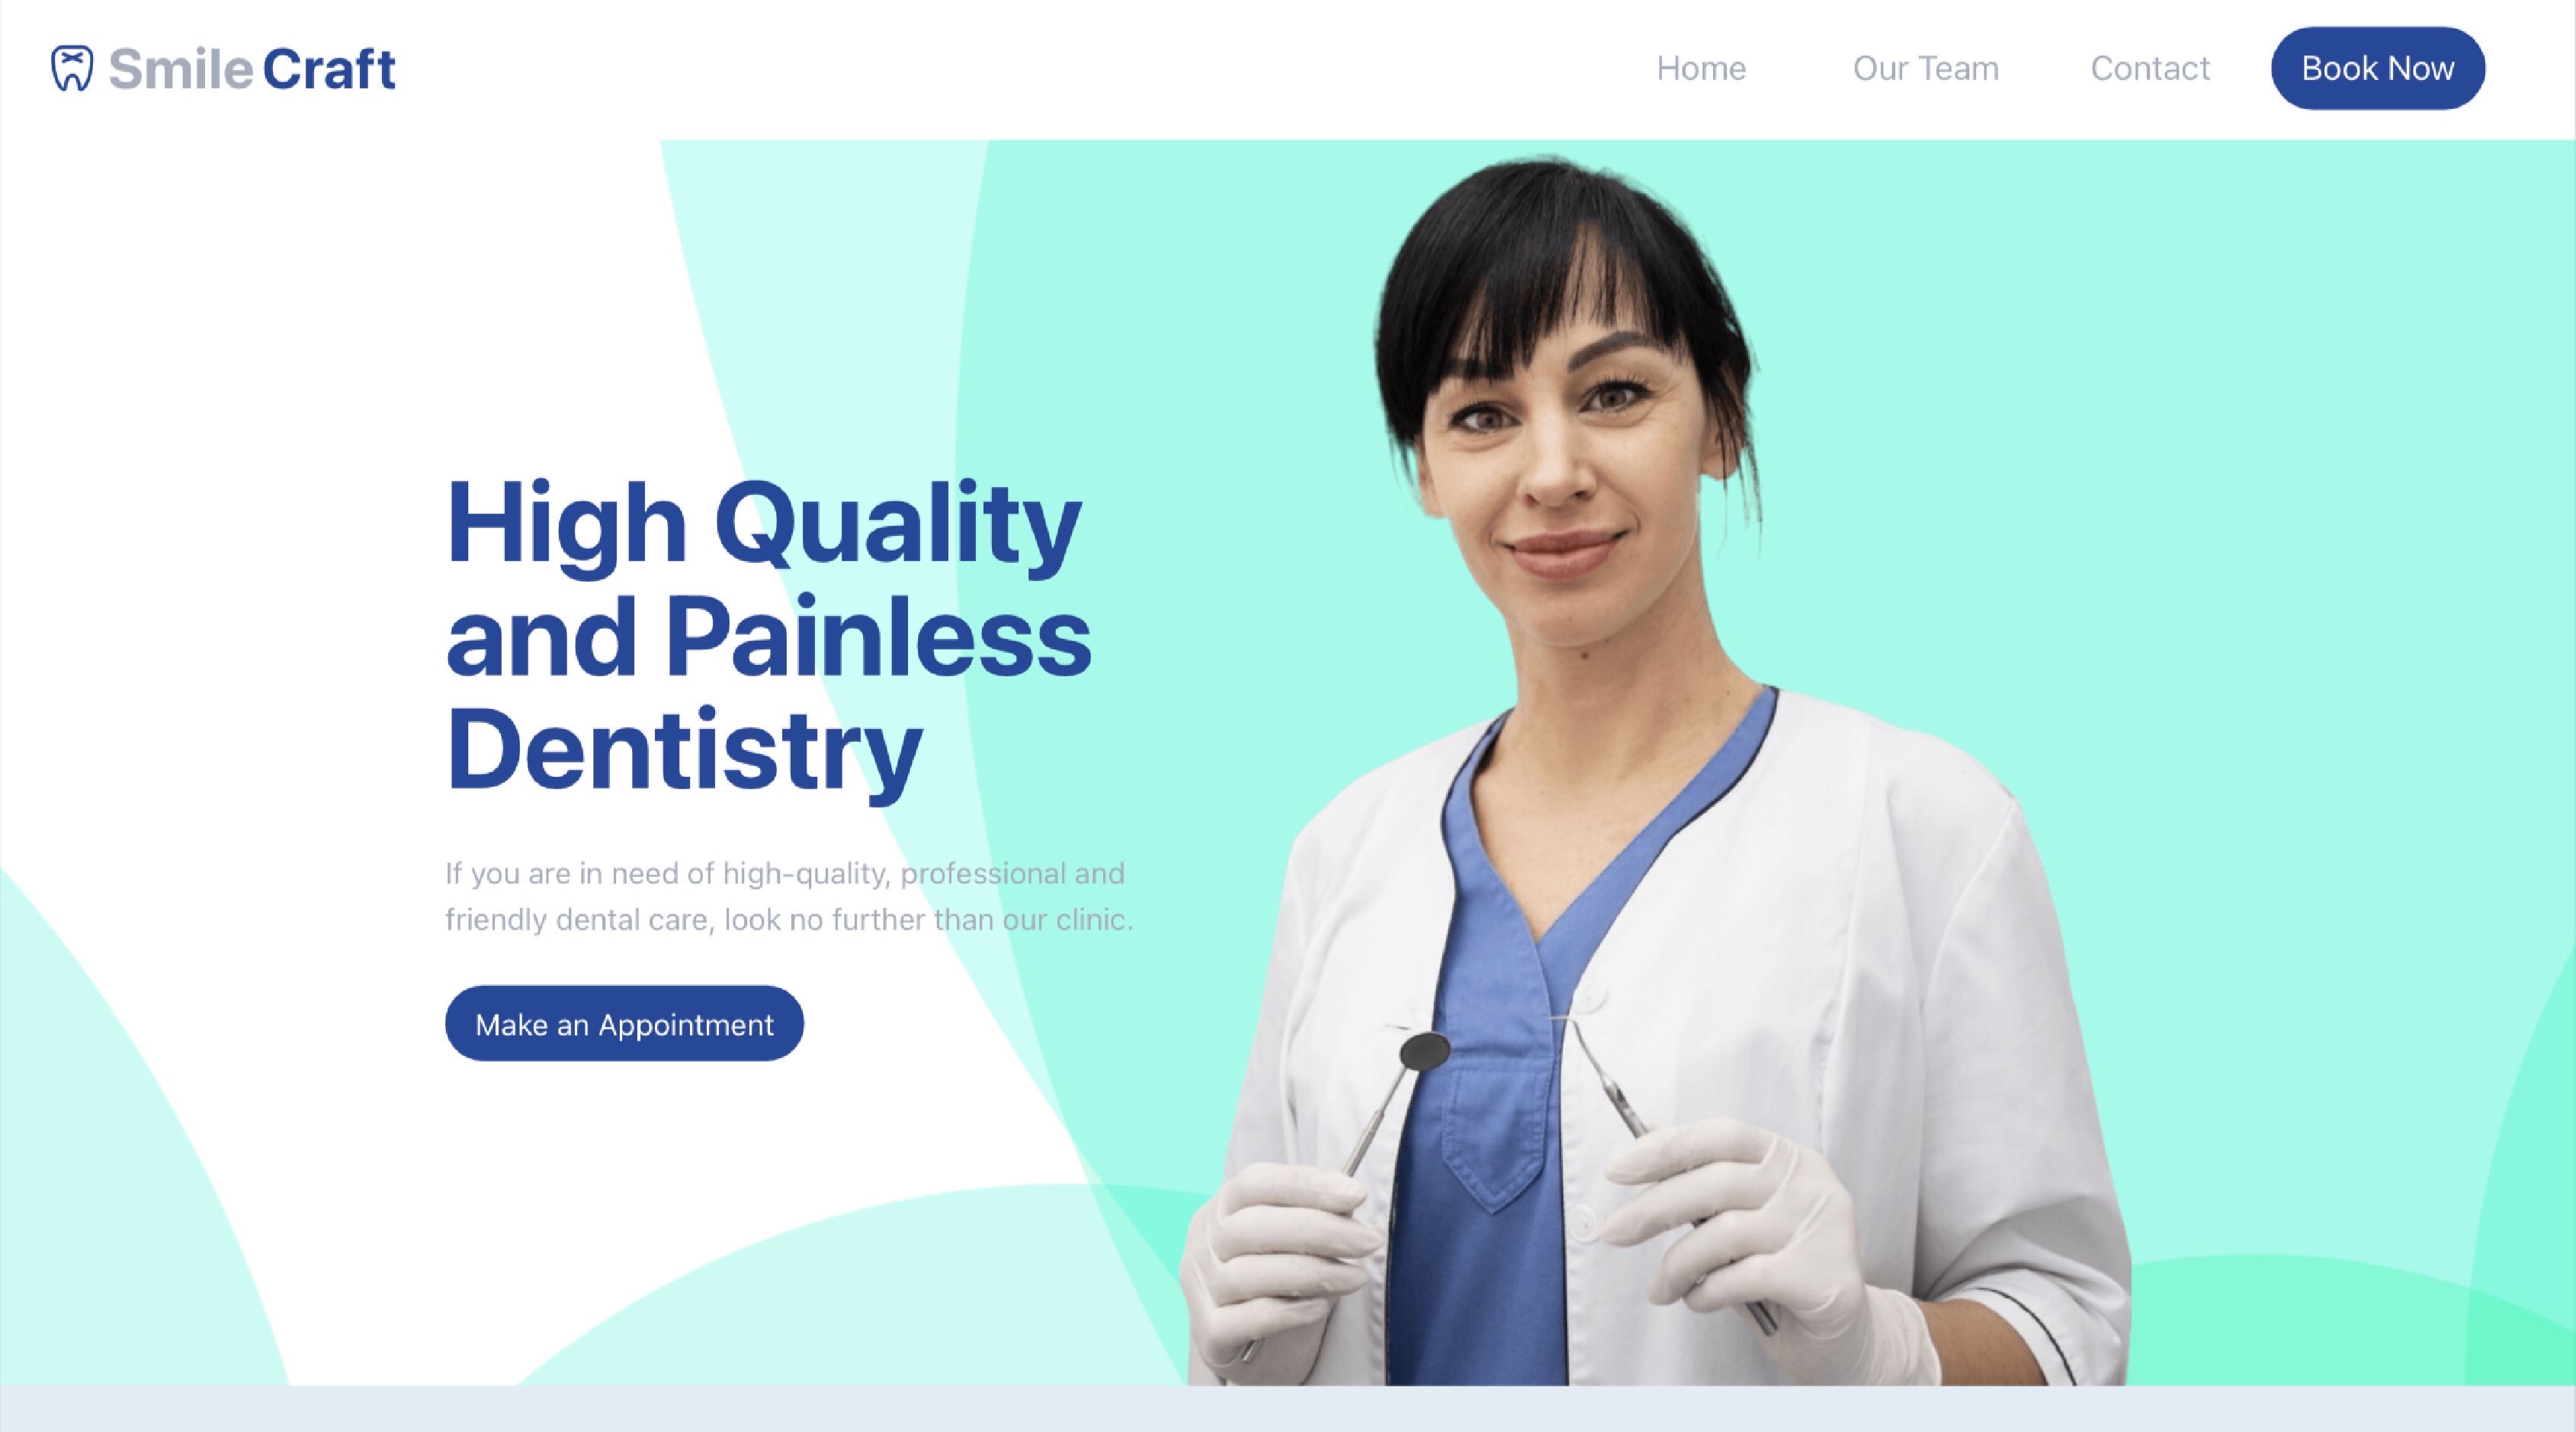 Smile Craft
Home
Our Team
Contact
Book Now
High Quality
and Painless
Dentistry
If you are in need of high-quality, professional and
friendly dental care, look no further than our clinic.
Make an Appointment